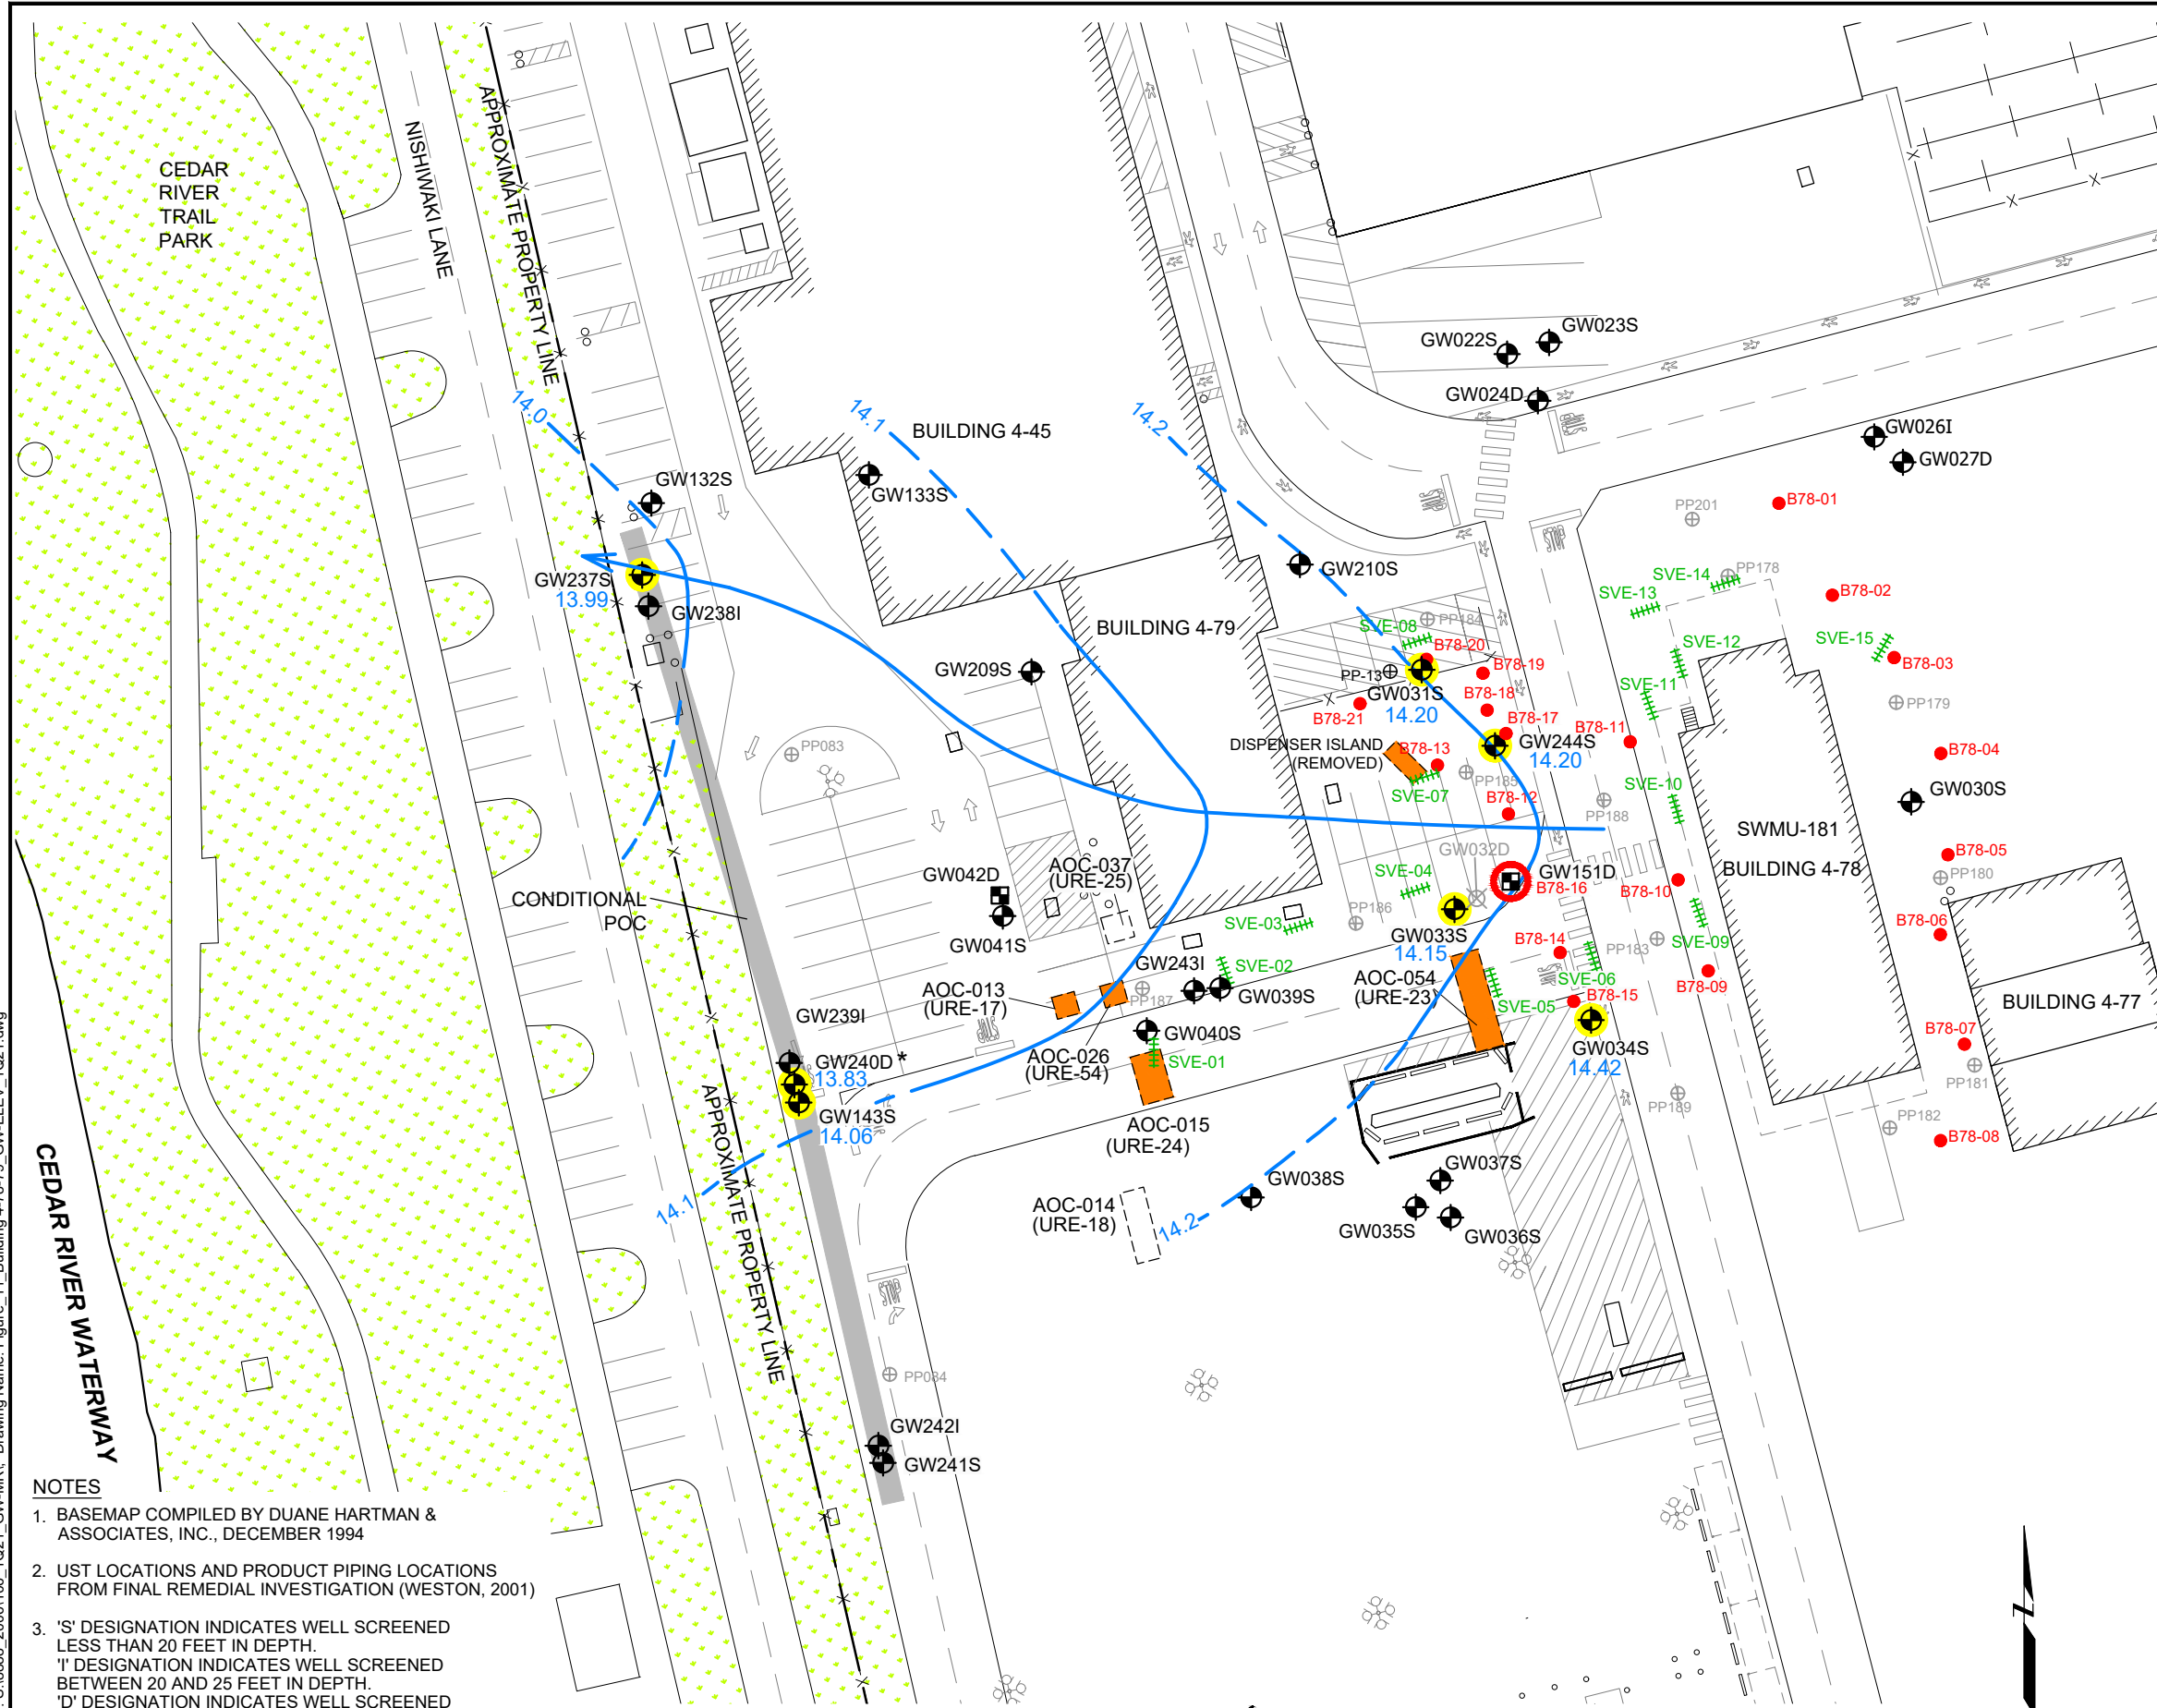 CEDAR
RIVER
TRAIL
PARK
NISHIWAKI LANE
APPROXIMATE PROPERTY LINE
14.0
14.1
BUILDING 4-45
14.2
GW022S
GW023S
GW024D
GW026I
GW027D
GW132S
GW133S
PP201
B78-01
GW237S
13.99
GW238I
GW210S
BUILDING 4-79
SVE-14
PP178
SVE-13
B78-02
PP184
SVE-08
B78-20
SVE-12
SVE-15
B78-03
GW209S
PP-13
B78-19
GW031S
14.20
B78-18
SVE-11
PP179
B78-21
B78-17
B78-11
GW244S
14.20
DISPENSER ISLAND
(REMOVED)
B78-13
PP083
PP185
B78-04
SVE-07
SVE-10
B78-12
PP188
GW030S
SWMU-181
BUILDING 4-78
GW032D
B78-05
AOC-037
(URE-25)
GW042D
SVE-04
GW151D
B78-16
B78-10
PP180
CONDITIONAL
POC
PP186
SVE-03
GW033S
14.15
B78-06
GW041S
B78-14
PP183
SVE-09
GW243I
SVE-02
AOC-054
(URE-23)
SVE-06
B78-09
AOC-013
(URE-17)
PP187
GW039S
SVE-05
B78-15
BUILDING 4-77
GW239I
GW040S
B78-07
GW034S
14.42
AOC-026
(URE-54)
SVE-01
GW240D *
13.83
PP181
PP189
GW143S
14.06
AOC-015
(URE-24)
PP182
B78-08
APPROXIMATE PROPERTY LINE
CEDAR RIVER WATERWAY
GW037S
GW038S
AOC-014
(URE-18)
14.1
14.2
GW035S
GW036S
STOP
STOP
STOP
STOP
STOP
PP084
GW242I
GW241S
NOTES
1. BASEMAP COMPILED BY DUANE HARTMAN &
ASSOCIATES, INC., DECEMBER 1994
2. UST LOCATIONS AND PRODUCT PIPING LOCATIONS
FROM FINAL REMEDIAL INVESTIGATION (WESTON, 2001)
3. 'S' DESIGNATION INDICATES WELL SCREENED
LESS THAN 20 FEET IN DEPTH.
'I' DESIGNATION INDICATES WELL SCREENED
BETWEEN 20 AND 25 FEET IN DEPTH.
'D' DESIGNATION INDICATES WELL SCREENED